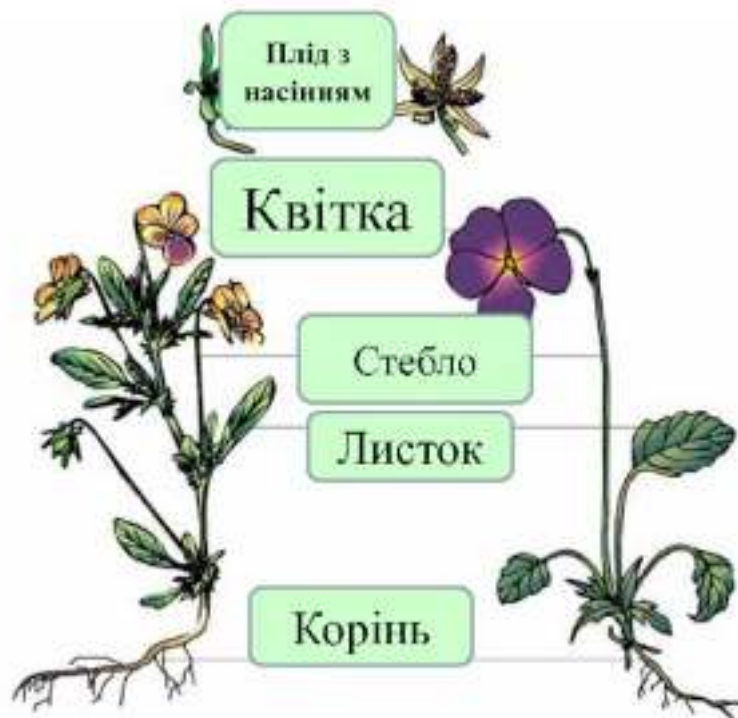 Плід з
насінням
Квітка
Стебло
Листок
Корінь